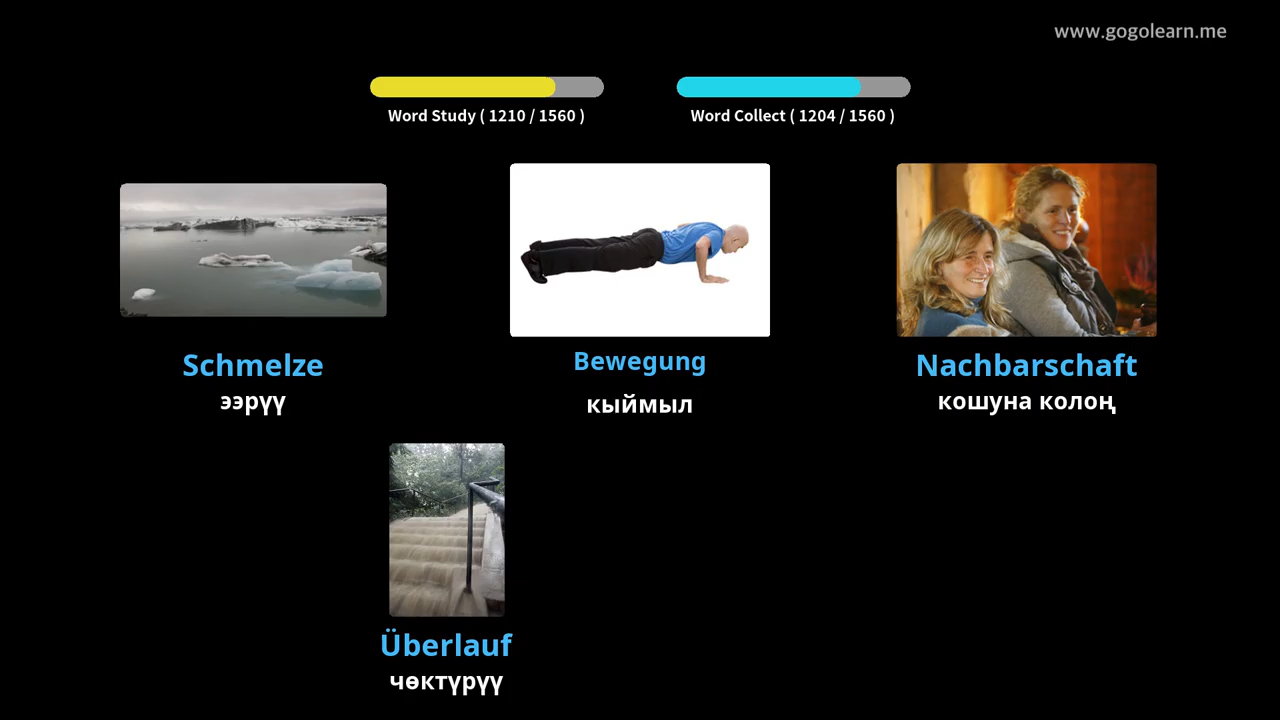 www.gogolearn.me
Word Study ( 1210 / 1560 )
Word Collect ( 1204 / 1560 )
Schmelze
ээрүү
Bewegung
кыймыл
Nachbarschaft
кошуна колоң
Überlauf
чөктүрүү